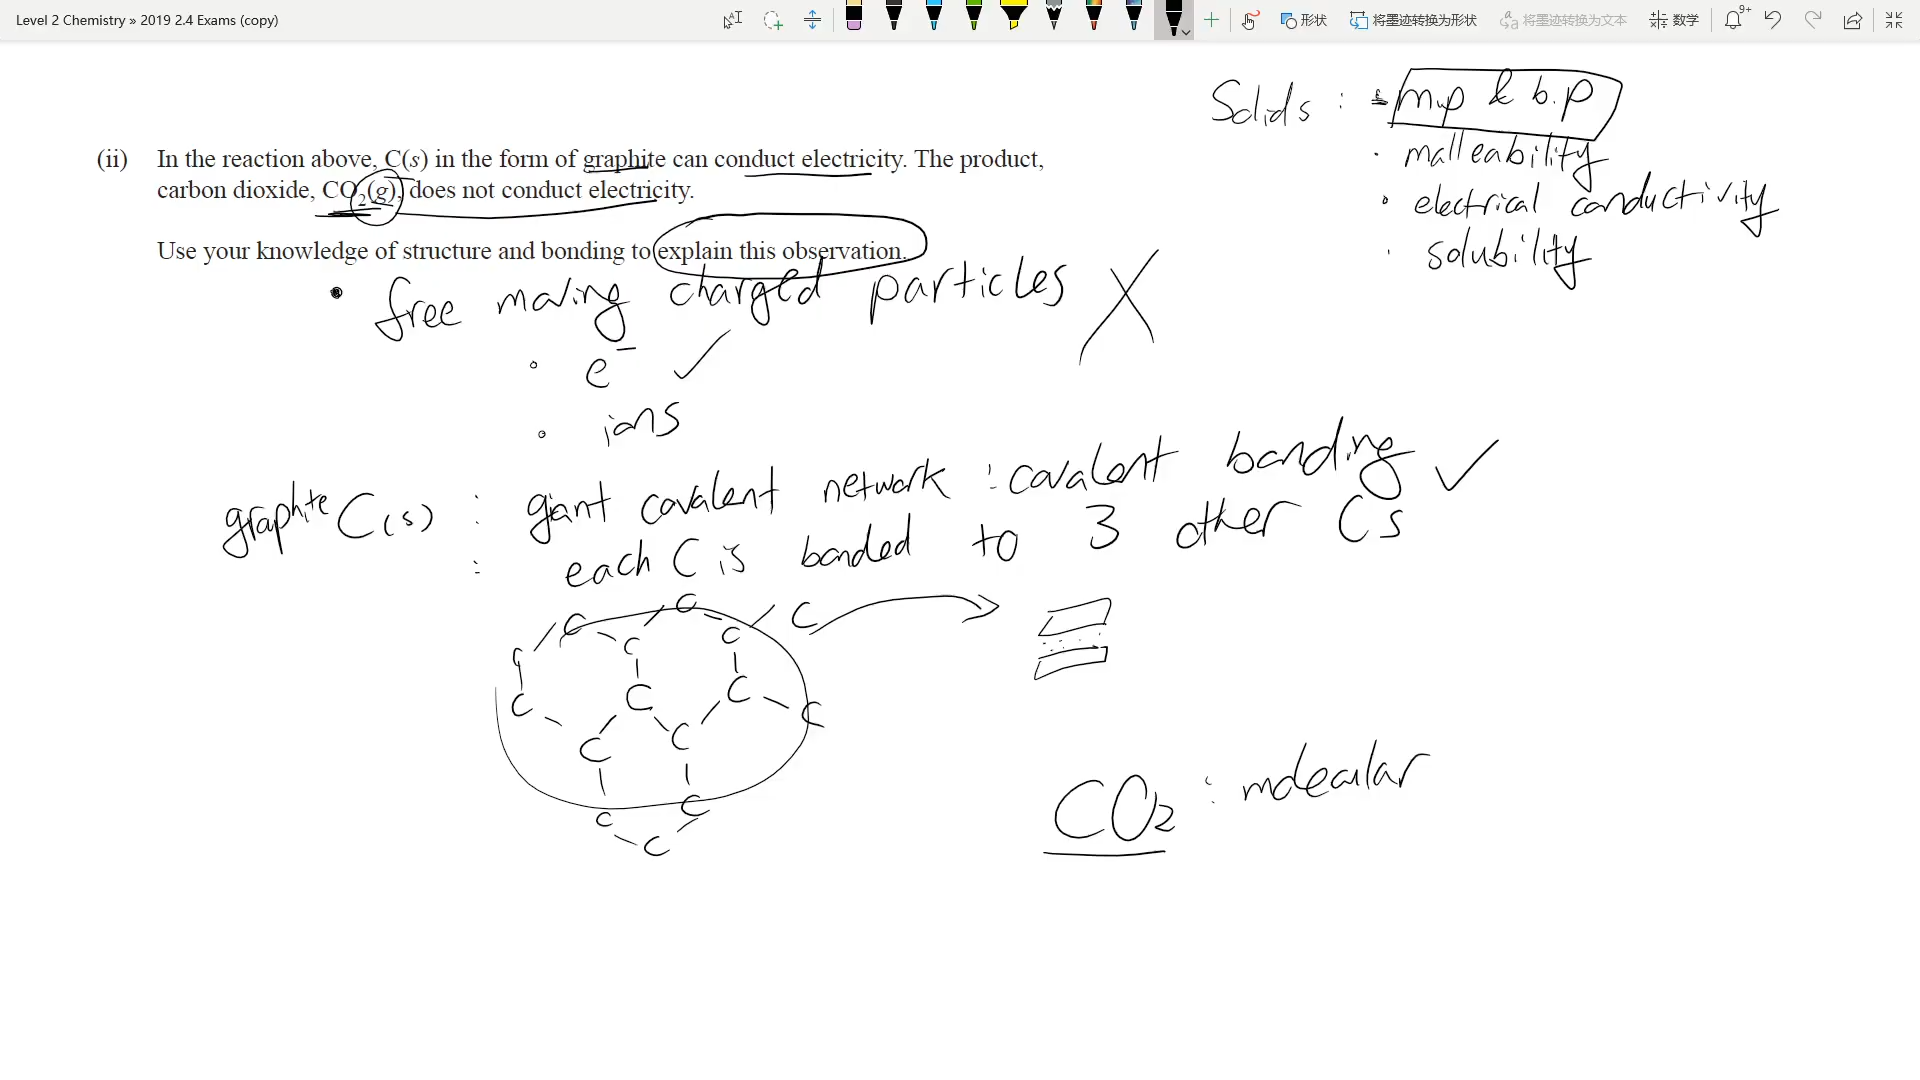 Level 2 Chemistry » 2019 2.4 Exams (copy)
形状
将墨迹转换为形状
将墨迹转换为文本
数学
9+
Solids : m.p & b.p
· malleability
· electrical conductivity
· solubility
(ii) In the reaction above, C(s) in the form of graphite can conduct electricity. The product,
carbon dioxide, CO₂(g), does not conduct electricity.
Use your knowledge of structure and bonding to explain this observation.
• free moving charged particles X
· e⁻ ✓
· ions
graphite C(s) : giant covalent network : covalent bonding ✓
: each C is bonded to 3 other Cs
C C C
C C C
C C C
C C C
C C
C C
C
CO₂ : molecular